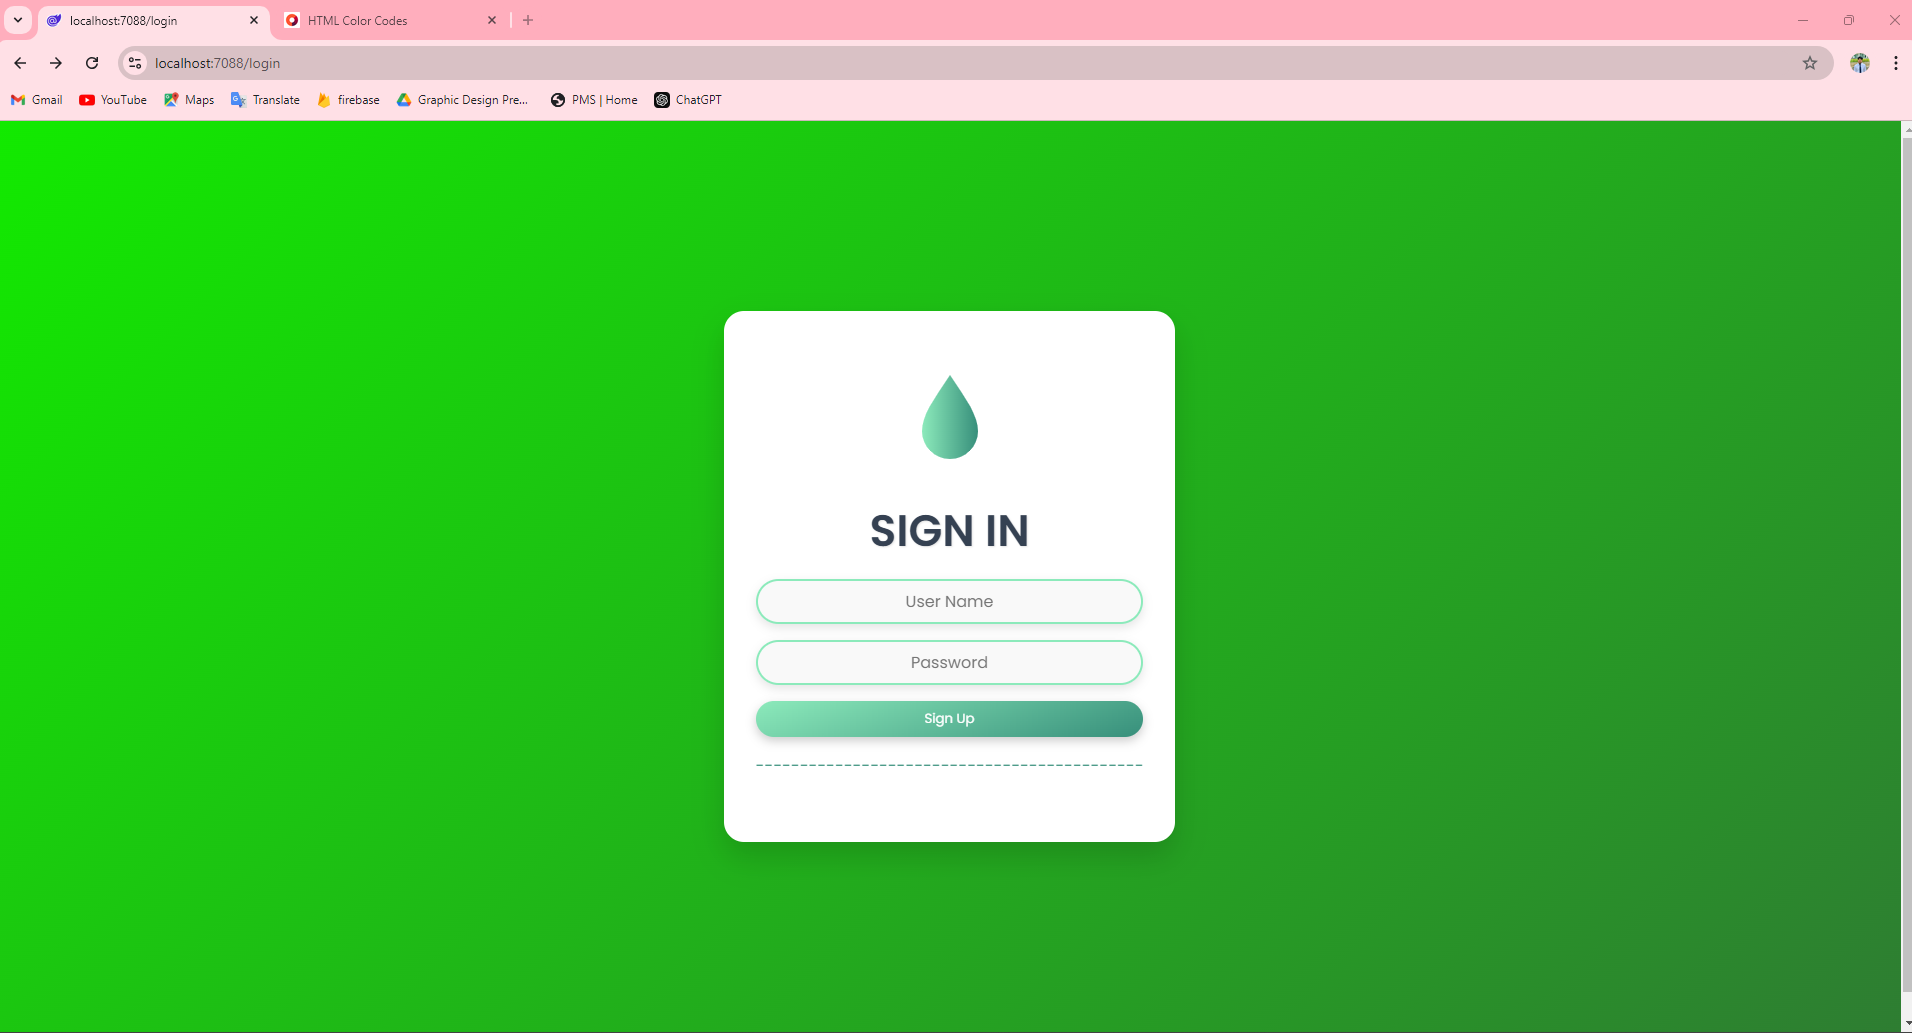 localhost:7088/login
HTML Color Codes
localhost:7088/login
Gmail YouTube Maps Translate firebase Graphic Design Pre... PMS | Home ChatGPT
SIGN IN
User Name
Password
Sign Up